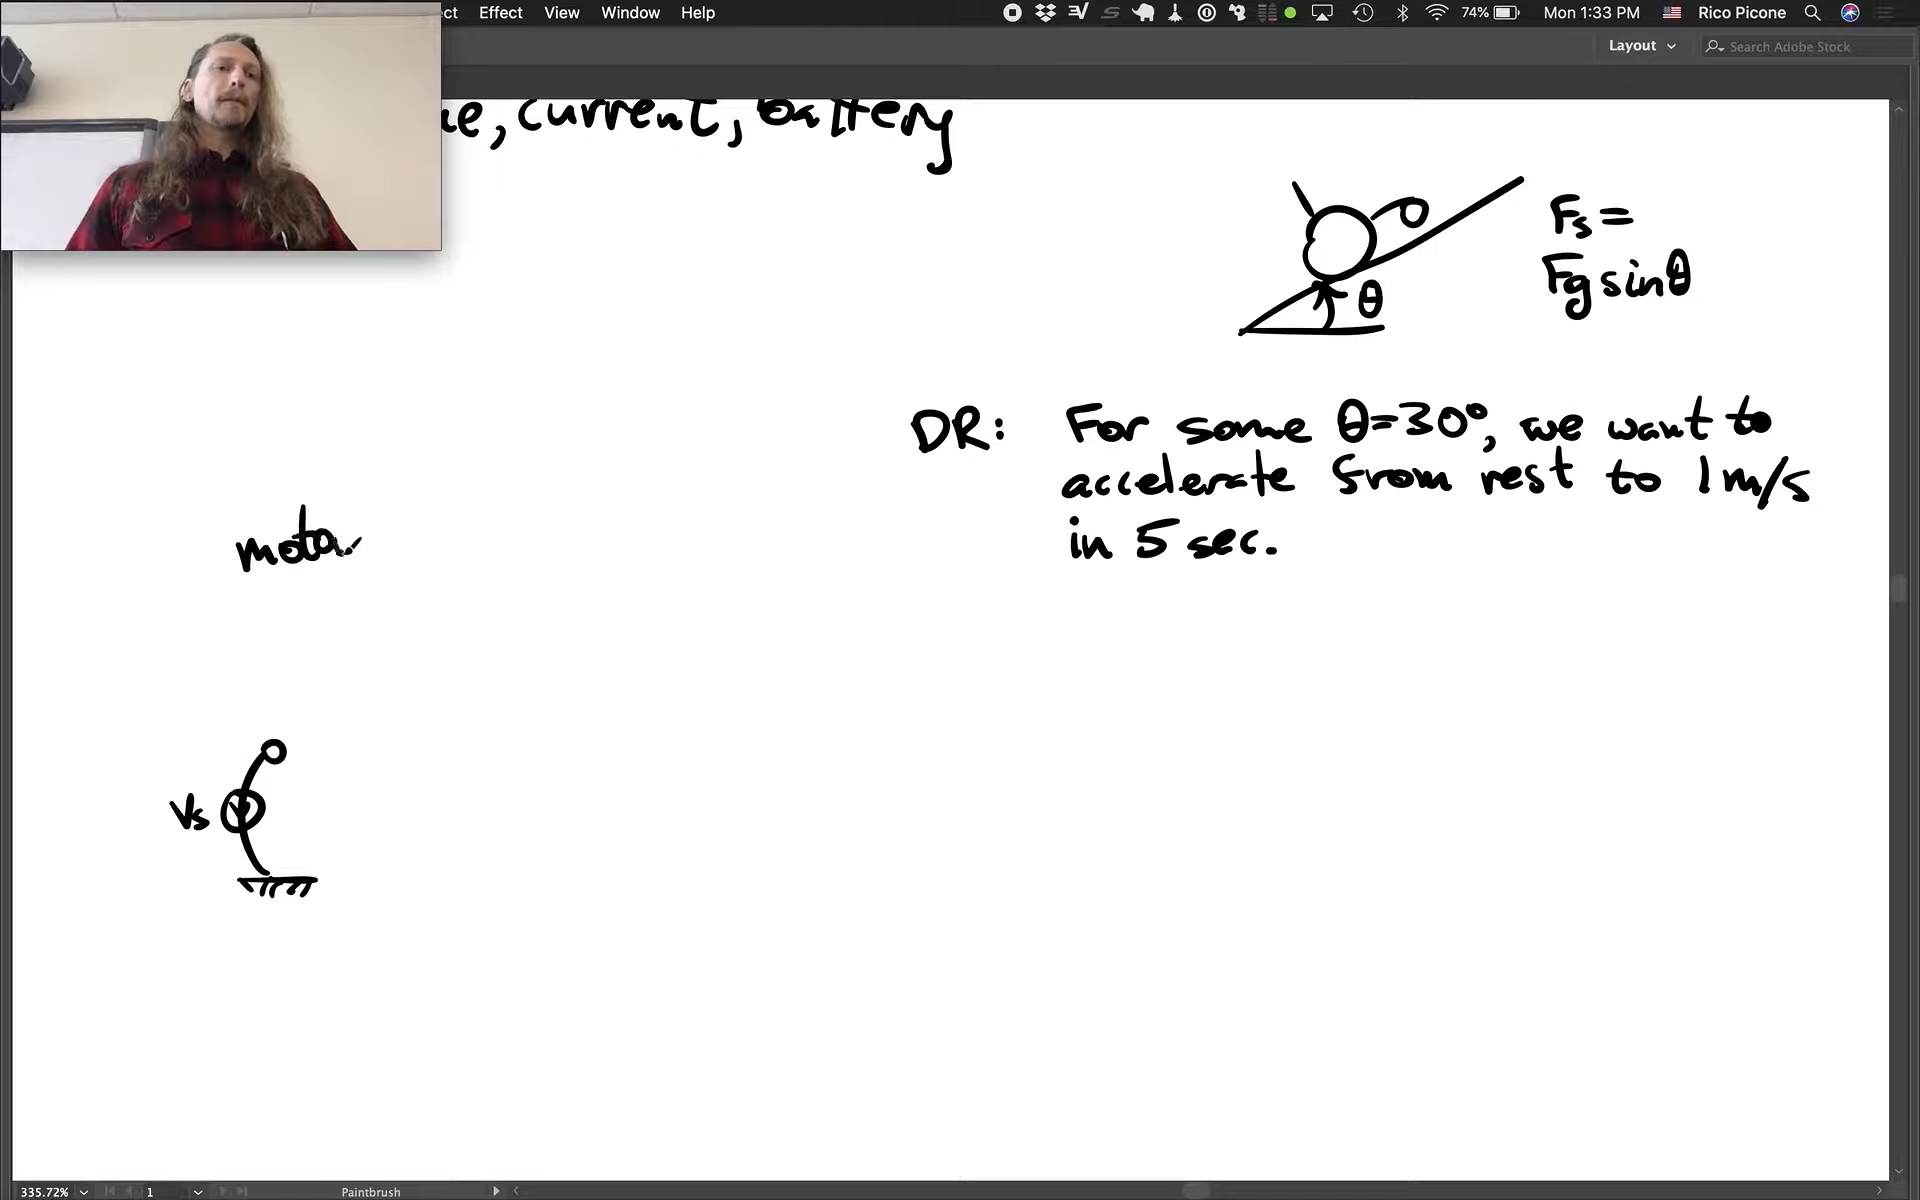 Effect View Window Help
74% Mon 1:33 PM Rico Picone
Layout
Search Adobe Stock
, current, battery
Fs =
Fg sinθ
θ
DR: For some θ=30°, we want to
accelerate from rest to 1 m/s
in 5 sec.
motor
Vs
335.72% 1 Paintbrush